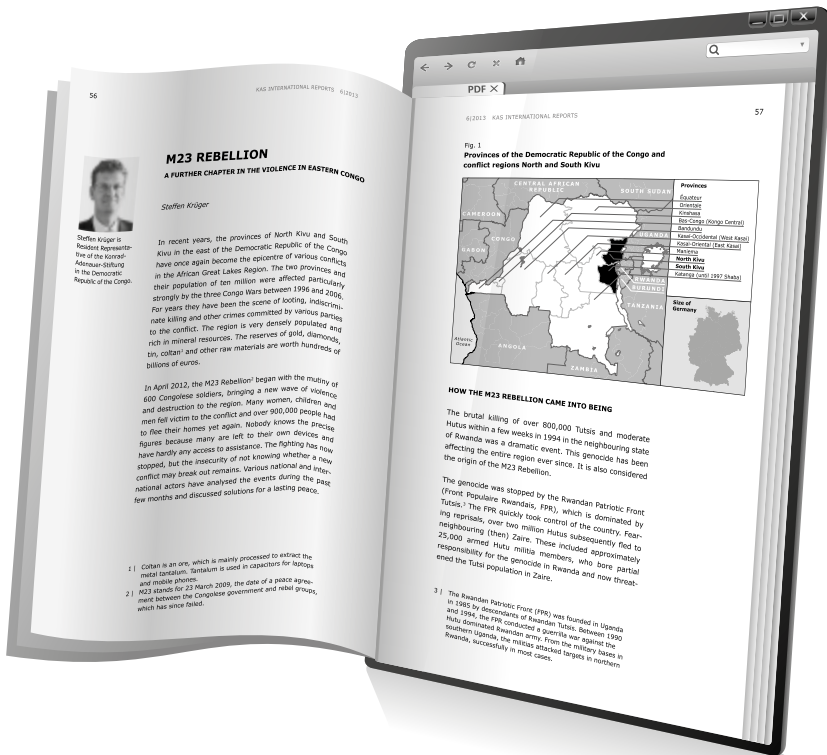 56
KAS INTERNATIONAL REPORTS 6|2013
M23 REBELLION
A FURTHER CHAPTER IN THE VIOLENCE IN EASTERN CONGO
Steffen Krüger
Steffen Krüger is
Resident Representa-
tive of the Konrad-
Adenauer-Stiftung
in the Democratic
Republic of the Congo.
In recent years, the provinces of North Kivu and South
Kivu in the east of the Democratic Republic of the Congo
have once again become the epicentre of various conflicts
in the African Great Lakes Region. The two provinces and
their population of ten million were affected particularly
strongly by the three Congo Wars between 1996 and 2006.
For years they have been the scene of looting, indiscrimi-
nate killing and other crimes committed by various parties
to the conflict. The region is very densely populated and
rich in mineral resources. The reserves of gold, diamonds,
tin, coltan¹ and other raw materials are worth hundreds of
billions of euros.
In April 2012, the M23 Rebellion² began with the mutiny of
600 Congolese soldiers, bringing a new wave of violence
and destruction to the region. Many women, children and
men fell victim to the conflict and over 900,000 people had
to flee their homes yet again. Nobody knows the precise
figures because many are left to their own devices and
have hardly any access to assistance. The fighting has now
stopped, but the insecurity of not knowing whether a new
conflict may break out remains. Various national and inter-
national actors have analysed the events during the past
few months and discussed solutions for a lasting peace.
1 | Coltan is an ore, which is mainly processed to extract the
metal tantalum. Tantalum is used in capacitors for laptops
and mobile phones.
2 | M23 stands for 23 March 2009, the date of a peace agree-
ment between the Congolese government and rebel groups,
which has since failed.
PDF
6|2013 KAS INTERNATIONAL REPORTS
57
Fig. 1
Provinces of the Democratic Republic of the Congo and
conflict regions North and South Kivu
CENTRAL AFRICAN
REPUBLIC
SOUTH SUDAN
CAMEROON
CONGO
GABON
UGANDA
RWANDA
BURUNDI
TANZANIA
Atlantic
Ocean
ANGOLA
ZAMBIA
Provinces
Équateur
Orientale
Kinshasa
Bas-Congo (Kongo Central)
Bandundu
Kasai-Occidental (West Kasai)
Kasai-Oriental (East Kasai)
Maniema
North Kivu
South Kivu
Katanga (until 1997 Shaba)
Size of
Germany
HOW THE M23 REBELLION CAME INTO BEING
The brutal killing of over 800,000 Tutsis and moderate
Hutus within a few weeks in 1994 in the neighbouring state
of Rwanda was a dramatic event. This genocide has been
affecting the entire region ever since. It is also considered
the origin of the M23 Rebellion.
The genocide was stopped by the Rwandan Patriotic Front
(Front Populaire Rwandais, FPR), which is dominated by
Tutsis.³ The FPR quickly took control of the country. Fear-
ing reprisals, over two million Hutus subsequently fled to
neighbouring (then) Zaire. These included approximately
25,000 armed Hutu militia members, who bore partial
responsibility for the genocide in Rwanda and now threat-
ened the Tutsi population in Zaire.
3 | The Rwandan Patriotic Front (FPR) was founded in Uganda
in 1985 by descendants of Rwandan Tutsis. Between 1990
and 1994, the FPR conducted a guerrilla war against the
Hutu dominated Rwandan army. From the military bases in
southern Uganda, the militias attacked targets in northern
Rwanda, successfully in most cases.